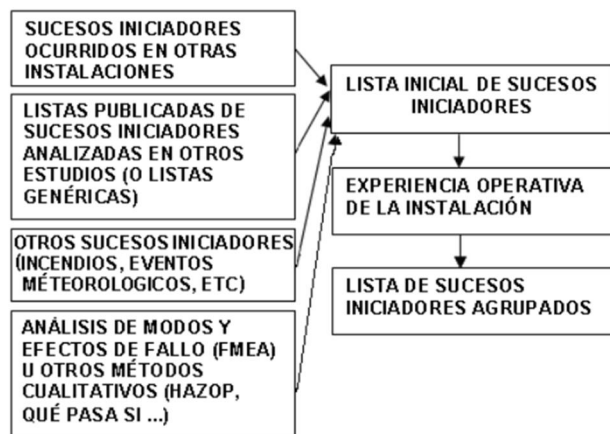 SUCESOS INICIADORES
OCURRIDOS EN OTRAS
INSTALACIONES
LISTAS PUBLICADAS DE
SUCESOS INICIADORES
ANALIZADAS EN OTROS
ESTUDIOS (O LISTAS
GENÉRICAS)
OTROS SUCESOS INICIADORES
(INCENDIOS, EVENTOS
MÉTEOROLOGICOS, ETC)
ANÁLISIS DE MODOS Y
EFECTOS DE FALLO (FMEA)
U OTROS MÉTODOS
CUALITATIVOS (HAZOP,
QUÉ PASA SI ...)
LISTA INICIAL DE SUCESOS
INICIADORES
EXPERIENCIA OPERATIVA
DE LA INSTALACIÓN
LISTA DE SUCESOS
INICIADORES AGRUPADOS